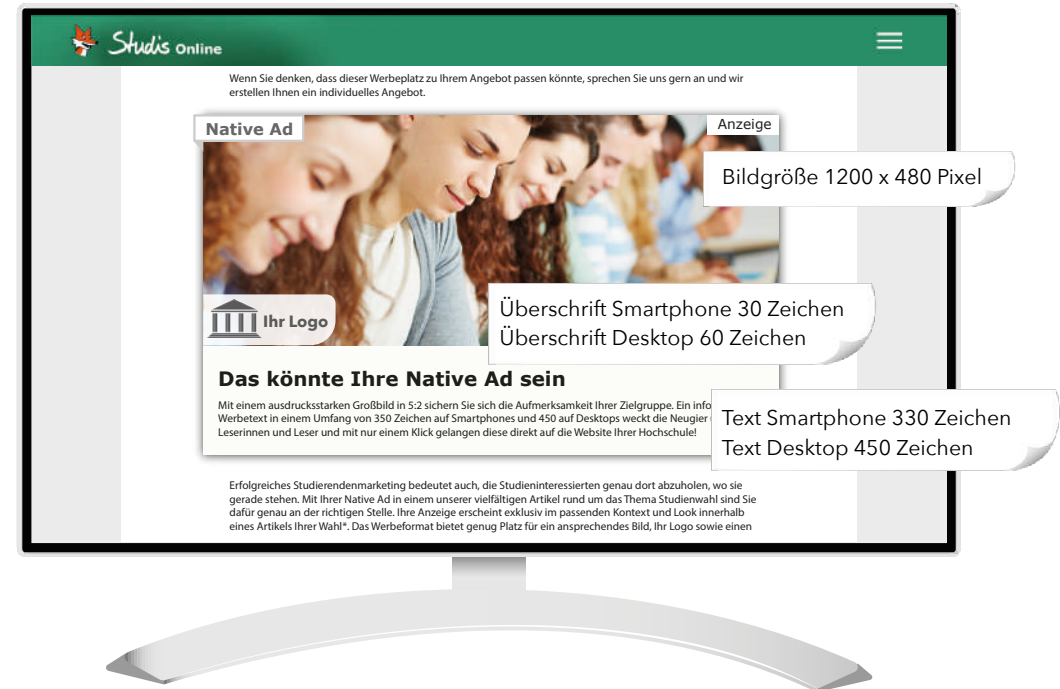 Studis Online
Wenn Sie denken, dass dieser Werbeplatz zu Ihrem Angebot passen könnte, sprechen Sie uns gern an und wir
erstellen Ihnen ein individuelles Angebot.
Native Ad
Anzeige
Bildgröße 1200 x 480 Pixel
Überschrift Smartphone 30 Zeichen
Überschrift Desktop 60 Zeichen
Ihr Logo
Das könnte Ihre Native Ad sein
Mit einem ausdrucksstarken Großbild in 5:2 sichern Sie sich die Aufmerksamkeit Ihrer Zielgruppe. Ein
Werbetext in einem Umfang von 350 Zeichen auf Smartphones und 450 auf Desktops weckt die Neugier
Leserinnen und Leser und mit nur einem Klick gelangen diese direkt auf die Website Ihrer Hochschule!
Text Smartphone 330 Zeichen
Text Desktop 450 Zeichen
Erfolgreiches Studierendenmarketing bedeutet auch, die Studieninteressierten genau dort abzuholen, wo sie
gerade stehen. Mit Ihrer Native Ad in einem unserer vielfältigen Artikel rund um das Thema Studienwahl sind Sie
dafür genau an der richtigen Stelle. Ihre Anzeige erscheint exklusiv im passenden Kontext und Look innerhalb
eines Artikels Ihrer Wahl*. Das Werbeformat bietet genug Platz für ein ansprechendes Bild, Ihr Logo sowie einen